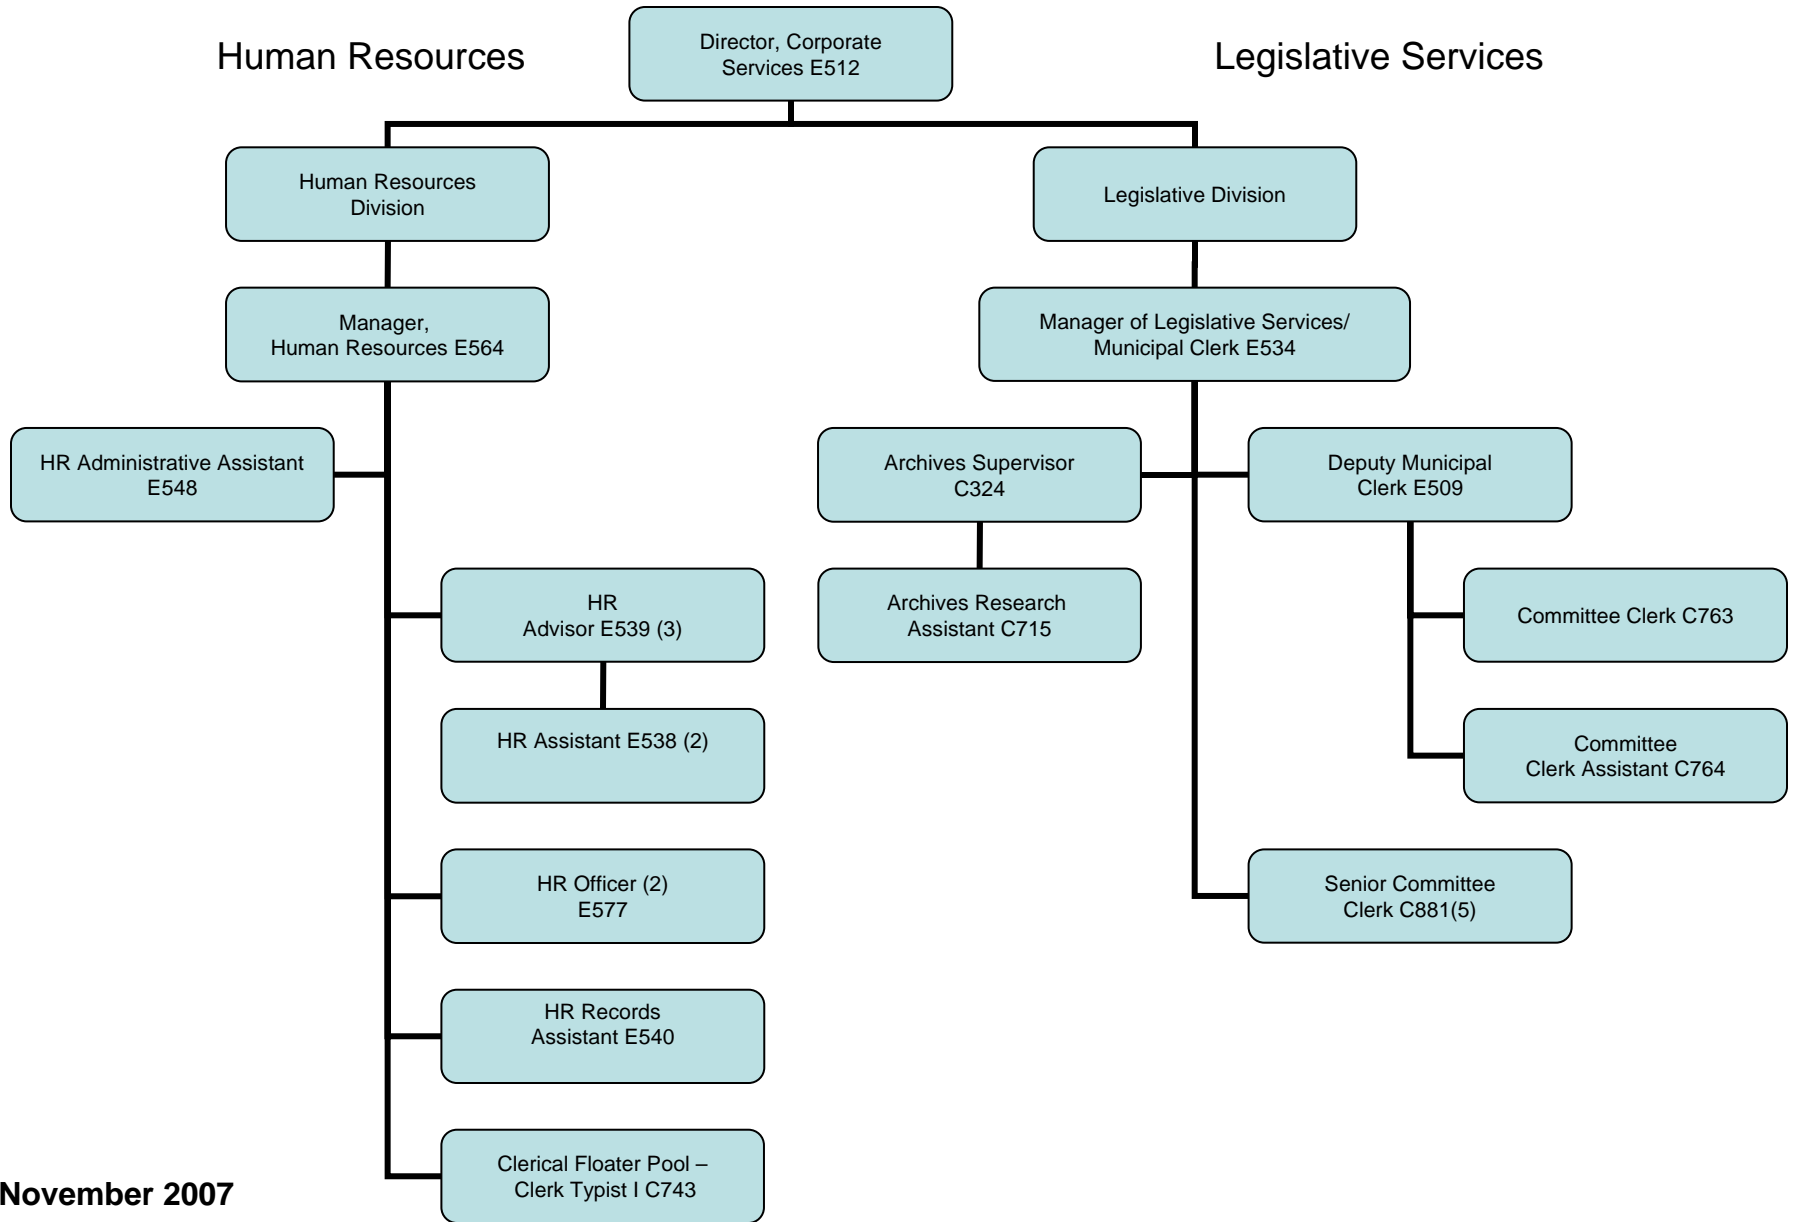 Human Resources
Director, Corporate
Services E512
Legislative Services
Human Resources
Division
Legislative Division
Manager,
Human Resources E564
Manager of Legislative Services/
Municipal Clerk E534
HR Administrative Assistant
E548
Archives Supervisor
C324
Deputy Municipal
Clerk E509
HR
Advisor E539 (3)
Archives Research
Assistant C715
Committee Clerk C763
HR Assistant E538 (2)
Committee
Clerk Assistant C764
HR Officer (2)
E577
Senior Committee
Clerk C881(5)
HR Records
Assistant E540
Clerical Floater Pool –
Clerk Typist I C743
November 2007